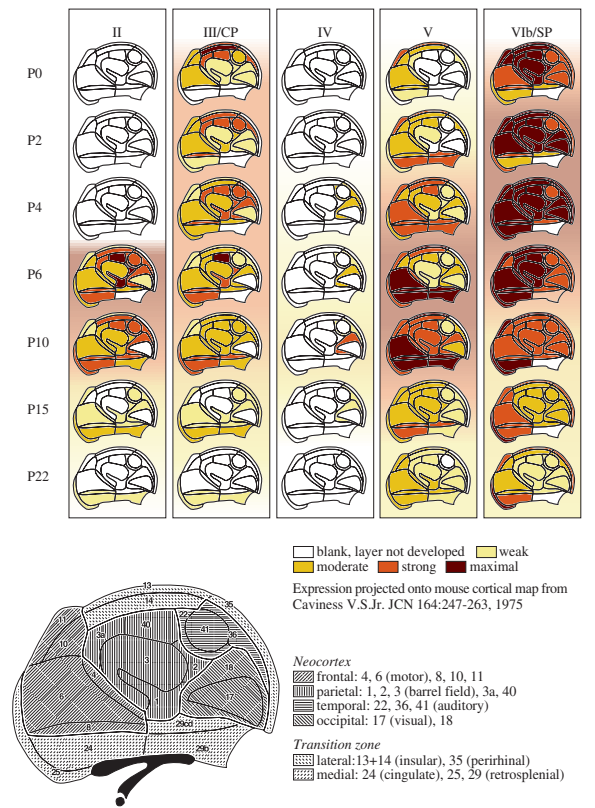 II III/CP IV V VIb/SP
P0
P2
P4
P6
P10
P15
P22
blank, layer not developed weak
moderate strong maximal
Expression projected onto mouse cortical map from
Caviness V.S.Jr. JCN 164:247-263, 1975
13
14
35
11
22
40
41
3a
36
10
3
2
18
4
6
17
1
8
29cd
24
29b
25
Neocortex
frontal: 4, 6 (motor), 8, 10, 11
parietal: 1, 2, 3 (barrel field), 3a, 40
temporal: 22, 36, 41 (auditory)
occipital: 17 (visual), 18
Transition zone
lateral:13+14 (insular), 35 (perirhinal)
medial: 24 (cingulate), 25, 29 (retrosplenial)